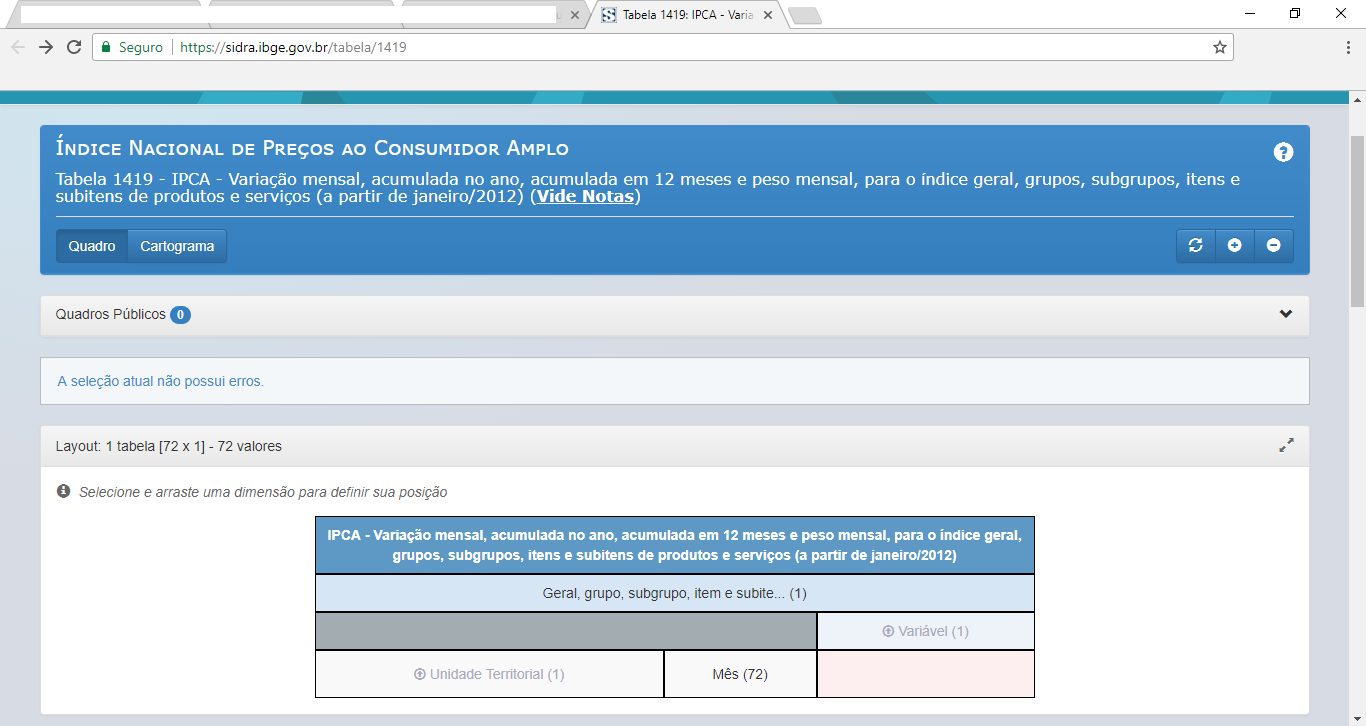 Tabela 1419: IPCA - Varia
Seguro https://sidra.ibge.gov.br/tabela/1419
Índice Nacional de Preços ao Consumidor Amplo
Tabela 1419 - IPCA - Variação mensal, acumulada no ano, acumulada em 12 meses e peso mensal, para o índice geral, grupos, subgrupos, itens e
subitens de produtos e serviços (a partir de janeiro/2012) (Vide Notas)
Quadro Cartograma
Quadros Públicos 0
A seleção atual não possui erros.
Layout: 1 tabela [72 x 1] - 72 valores
Selecione e arraste uma dimensão para definir sua posição
IPCA - Variação mensal, acumulada no ano, acumulada em 12 meses e peso mensal, para o índice geral,
grupos, subgrupos, itens e subitens de produtos e serviços (a partir de janeiro/2012)
Geral, grupo, subgrupo, item e subite... (1)
Variável (1)
Unidade Territorial (1) Mês (72)